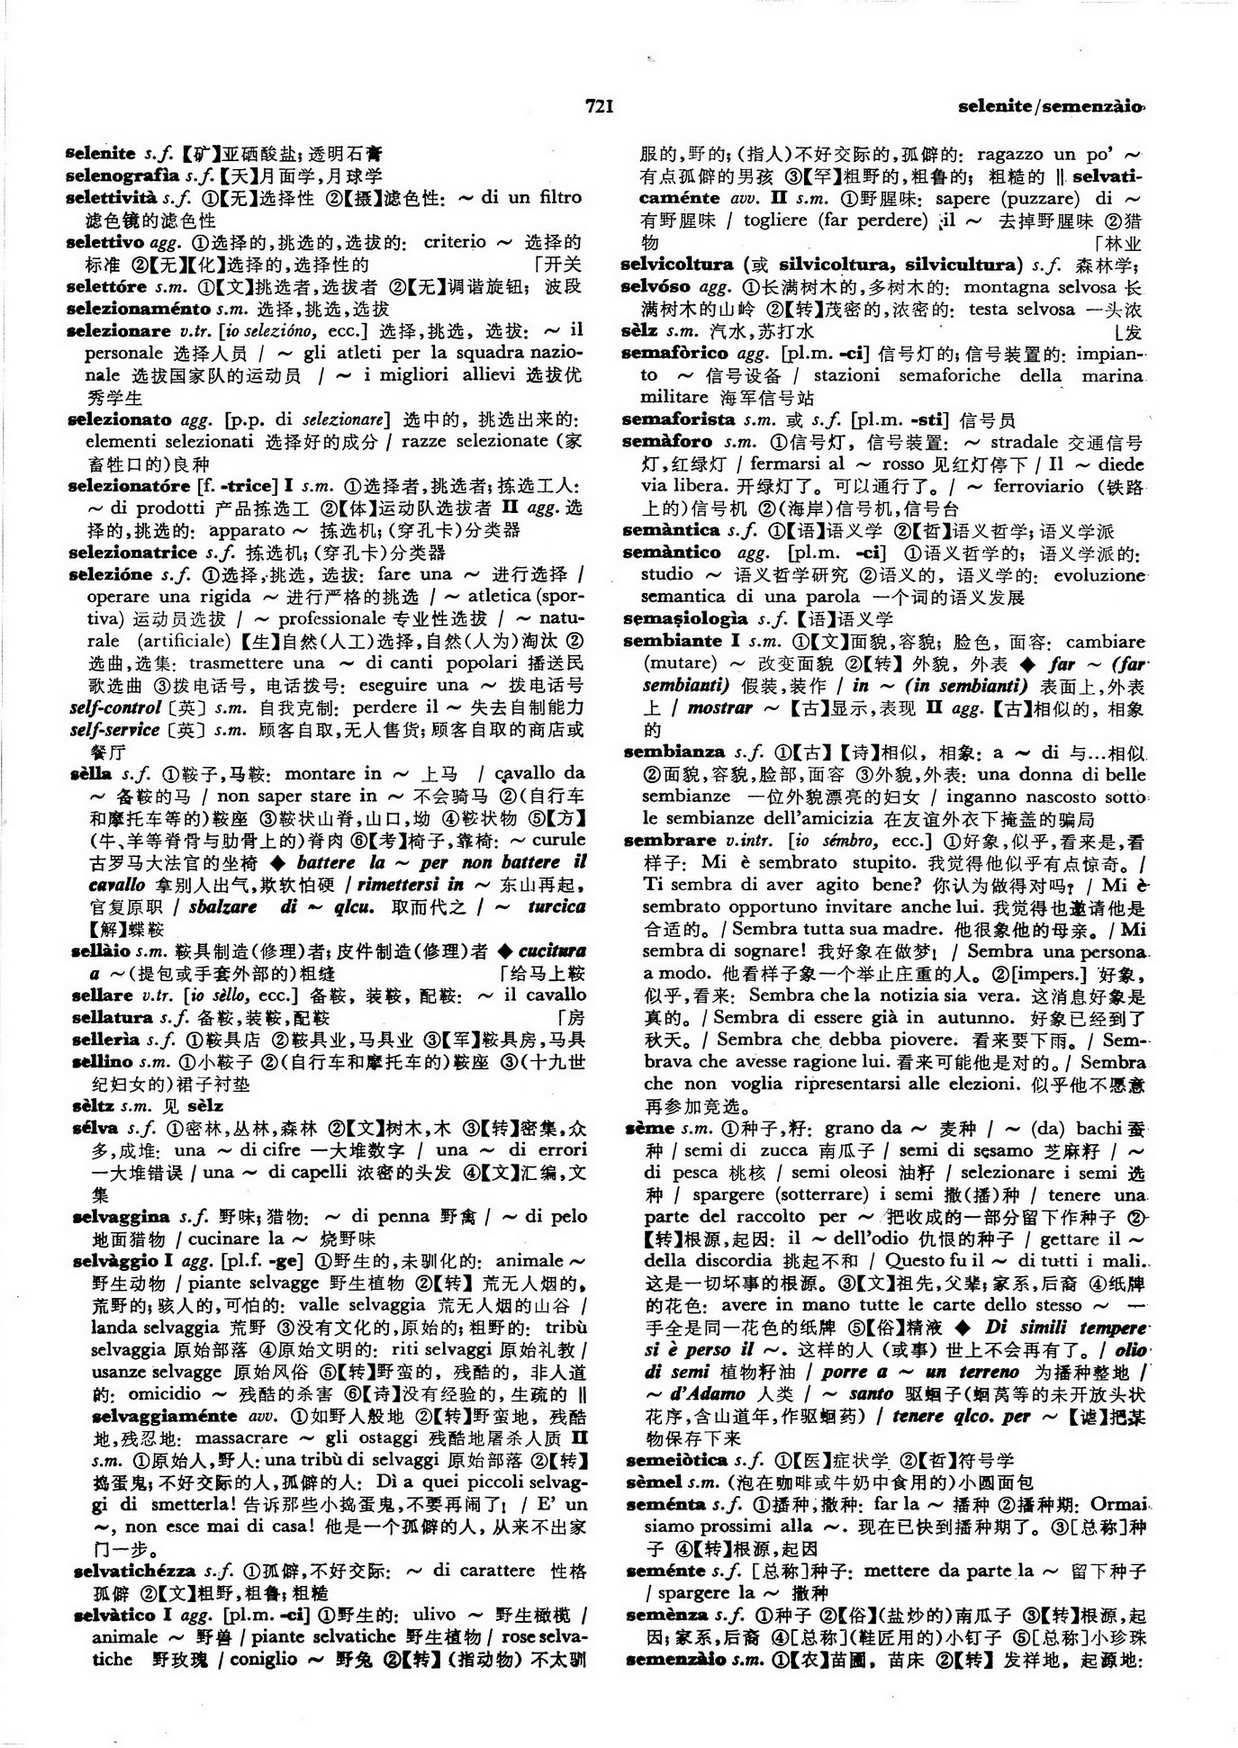 721
selenite/semenzàio
selenite s.f.【矿】亚硒酸盐; 透明石膏
selenografìa s.f.【天】月面学,月球学
selettività s.f. ①【无】选择性 ②【摄】滤色性: ~ di un filtro
滤色镜的滤色性
selettivo agg. ①选择的,挑选的,选拔的: criterio ~ 选择的
标准 ②【无】【化】选择的,选择性的 「开关
selettóre s.m. ①【文】挑选者,选拔者 ②【无】调谐旋钮; 波段
selezionaménto s.m. 选择,挑选,选拔
selezionare v.tr. [io selezióno, ecc.] 选择,挑选, 选拔: ~ il
personale 选择人员 / ~ gli atleti per la squadra nazio-
nale 选拔国家队的运动员 / ~ i migliori allievi 选拔优
秀学生
selezionato agg. [p.p. di selezionare] 选中的, 挑选出来的:
elementi selezionati 选择好的成分 / razze selezionate (家
畜牲口的)良种
selezionatóre [f. -trice] I s.m. ①选择者,挑选者; 拣选工人:
~ di prodotti 产品拣选工 ②【体】运动队选拔者 II agg. 选
择的,挑选的: apparato ~ 拣选机; (穿孔卡)分类器
selezionatrice s.f. 拣选机; (穿孔卡)分类器
selezióne s.f. ①选择,挑选, 选拔: fare una ~ 进行选择 /
operare una rigida ~ 进行严格的挑选 / ~ atletica (spor-
tiva) 运动员选拔 / ~ professionale 专业性选拔 / ~ natu-
rale (artificiale) 【生】自然(人工)选择,自然(人为)淘汰 ②
选曲,选集: trasmettere una ~ di canti popolari 播送民
歌选曲 ③拨电话号, 电话拨号: eseguire una ~ 拨电话号
self-control〔英〕s.m. 自我克制: perdere il ~ 失去自制能力
self-service〔英〕s.m. 顾客自取,无人售货; 顾客自取的商店或
餐厅
sèlla s.f. ①鞍子,马鞍: montare in ~ 上马 / cavallo da
~ 备鞍的马 / non saper stare in ~ 不会骑马 ②(自行车
和摩托车等的)鞍座 ③鞍状山脊,山口,坳 ④鞍状物 ⑤【方】
(牛、羊等脊骨与肋骨上的)脊肉 ⑥【考】椅子,靠椅: ~ curule
古罗马大法官的坐椅 ◆ battere la ~ per non battere il
cavallo 拿别人出气,欺软怕硬 / rimettersi in ~ 东山再起,
官复原职 / sbalzare di ~ qlcu. 取而代之 / ~ turcica
【解】蝶鞍
sellàio s.m. 鞍具制造(修理)者; 皮件制造(修理)者 ◆ cucitura
a ~ (提包或手套外部的)粗缝 「给马上鞍
sellare v.tr. [io sèllo, ecc.] 备鞍, 装鞍, 配鞍: ~ il cavallo
sellatura s.f. 备鞍,装鞍,配鞍 「房
sellerìa s.f. ①鞍具店 ②鞍具业,马具业 ③【军】鞍具房,马具
sellino s.m. ①小鞍子 ②(自行车和摩托车的)鞍座 ③(十九世
纪妇女的)裙子衬垫
sèltz s.m. 见 sèlz
sélva s.f. ①密林,丛林,森林 ②【文】树木,木 ③【转】密集,众
多,成堆: una ~ di cifre 一大堆数字 / una ~ di errori
一大堆错误 / una ~ di capelli 浓密的头发 ④【文】汇编,文
集
selvaggina s.f. 野味; 猎物: ~ di penna 野禽 / ~ di pelo
地面猎物 / cucinare la ~ 烧野味
selvàggio I agg. [pl.f. -ge] ①野生的,未驯化的: animale ~
野生动物 / piante selvagge 野生植物 ②【转】 荒无人烟的,
荒野的; 骇人的,可怕的: valle selvaggia 荒无人烟的山谷 /
landa selvaggia 荒野 ③没有文化的,原始的; 粗野的: tribù
selvaggia 原始部落 ④原始文明的: riti selvaggi 原始礼教 /
usanze selvagge 原始风俗 ⑤【转】野蛮的, 残酷的, 非人道
的: omicidio ~ 残酷的杀害 ⑥【诗】没有经验的, 生疏的 ‖
selvaggiaménte avv. ①如野人般地 ②【转】野蛮地, 残酷
地,残忍地: massacrare ~ gli ostaggi 残酷地屠杀人质 II
s.m. ①原始人,野人: una tribù di selvaggi 原始部落 ②【转】
捣蛋鬼; 不好交际的人,孤僻的人: Dì a quei piccoli selvag-
gi di smetterla! 告诉那些小捣蛋鬼,不要再闹了! / E' un
~, non esce mai di casa! 他是一个孤僻的人, 从来不出家
门一步。
selvatichézza s.f. ①孤僻,不好交际: ~ di carattere 性格
孤僻 ②【文】粗野,粗鲁; 粗糙
selvàtico I agg. [pl.m. -ci] ①野生的: ulivo ~ 野生橄榄 /
animale ~ 野兽 / piante selvatiche 野生植物 / rose selva-
tiche 野玫瑰 / coniglio ~ 野兔 ②【转】(指动物) 不太驯
服的,野的; (指人)不好交际的,孤僻的: ragazzo un po' ~
有点孤僻的男孩 ③【罕】粗野的,粗鲁的; 粗糙的 ‖ selvati-
caménte avv. II s.m. ①野腥味: sapere (puzzare) di ~
有野腥味 / togliere (far perdere) il ~ 去掉野腥味 ②猎
物 「林业
selvicoltura (或 silvicoltura, silvicultura) s.f. 森林学;
selvóso agg. ①长满树木的,多树木的: montagna selvosa 长
满树木的山岭 ②【转】茂密的,浓密的: testa selvosa 一头浓
sèlz s.m. 汽水,苏打水 ⌊发
semafòrico agg. [pl.m. -ci] 信号灯的; 信号装置的: impian-
to ~ 信号设备 / stazioni semaforiche della marina
militare 海军信号站
semaforista s.m. 或 s.f. [pl.m. -sti] 信号员
semàforo s.m. ①信号灯, 信号装置: ~ stradale 交通信号
灯,红绿灯 / fermarsi al ~ rosso 见红灯停下 / Il ~ diede
via libera. 开绿灯了。可以通行了。/ ~ ferroviario (铁路
上的)信号机 ②(海岸)信号机,信号台
semàntica s.f. ①【语】语义学 ②【哲】语义哲学; 语义学派
semàntico agg. [pl.m. -ci] ①语义哲学的; 语义学派的:
studio ~ 语义哲学研究 ②语义的, 语义学的: evoluzione
semantica di una parola 一个词的语义发展
semaṣiologìa s.f.【语】语义学
sembiante I s.m. ①【文】面貌,容貌; 脸色, 面容: cambiare
(mutare) ~ 改变面貌 ②【转】 外貌, 外表 ◆ far ~ (far
sembianti) 假装,装作 / in ~ (in sembianti) 表面上,外表
上 / mostrar ~ 【古】显示,表现 II agg.【古】相似的, 相象
的
sembianza s.f. ①【古】【诗】相似, 相象: a ~ di 与…相似
②面貌,容貌,脸部,面容 ③外貌,外表: una donna di belle
sembianze 一位外貌漂亮的妇女 / inganno nascosto sotto
le sembianze dell'amicizia 在友谊外衣下掩盖的骗局
sembrare v.intr. [io sémbro, ecc.] ①好象,似乎,看来是,看
样子: Mi è sembrato stupito. 我觉得他似乎有点惊奇。/
Ti sembra di aver agito bene? 你认为做得对吗? / Mi è
sembrato opportuno invitare anche lui. 我觉得也邀请他是
合适的。/ Sembra tutta sua madre. 他很象他的母亲。/ Mi
sembra di sognare! 我好象在做梦! / Sembra una persona
a modo. 他看样子象一个举止庄重的人。②[impers.] 好象,
似乎,看来: Sembra che la notizia sia vera. 这消息好象是
真的。/ Sembra di essere già in autunno. 好象已经到了
秋天。/ Sembra che debba piovere. 看来要下雨。/ Sem-
brava che avesse ragione lui. 看来可能他是对的。/ Sembra
che non voglia ripresentarsi alle elezioni. 似乎他不愿意
再参加竞选。
sème s.m. ①种子,籽: grano da ~ 麦种 / ~ (da) bachi 蚕
种 / semi di zucca 南瓜子 / semi di sesamo 芝麻籽 / ~
di pesca 桃核 / semi oleosi 油籽 / selezionare i semi 选
种 / spargere (sotterrare) i semi 撒(播)种 / tenere una
parte del raccolto per ~ 把收成的一部分留下作种子 ②
【转】根源,起因: il ~ dell'odio 仇恨的种子 / gettare il ~
della discordia 挑起不和 / Questo fu il ~ di tutti i mali.
这是一切坏事的根源。③【文】祖先,父辈; 家系,后裔 ④纸牌
的花色: avere in mano tutte le carte dello stesso ~ 一
手全是同一花色的纸牌 ⑤【俗】精液 ◆ Di simili tempere
si è perso il ~. 这样的人 (或事) 世上不会再有了。/ olio
di semi 植物籽油 / porre a ~ un terreno 为播种整地 /
~ d'Adamo 人类 / ~ santo 驱蛔子(蛔蒿等的未开放头状
花序,含山道年,作驱蛔药) / tenere qlco. per ~ 【谑】把某
物保存下来
semeiòtica s.f. ①【医】症状学 ②【哲】符号学
sèmel s.m. (泡在咖啡或牛奶中食用的)小圆面包
seménta s.f. ①播种,撒种: far la ~ 播种 ②播种期: Ormai
siamo prossimi alla ~. 现在已快到播种期了。③[总称]种
子 ④【转】根源,起因
seménte s.f. [总称]种子: mettere da parte la ~ 留下种子
/ spargere la ~ 撒种
semènza s.f. ①种子 ②【俗】(盐炒的)南瓜子 ③【转】根源,起
因; 家系,后裔 ④[总称](鞋匠用的)小钉子 ⑤[总称]小珍珠
semenzàio s.m. ①【农】苗圃, 苗床 ②【转】 发祥地, 起源地: